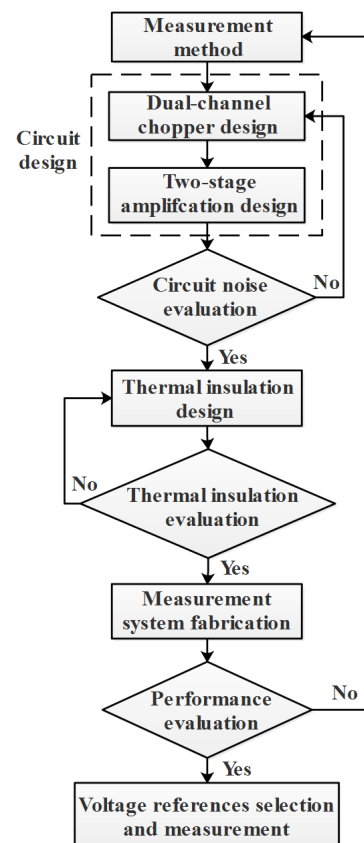 Measurement
method
Circuit
design
Dual-channel
chopper design
Two-stage
amplifcation design
Circuit noise
evaluation
No
Yes
Thermal insulation
design
No
Thermal insulation
evaluation
Yes
Measurement
system fabrication
Performance
evaluation
No
Yes
Voltage references selection
and measurement